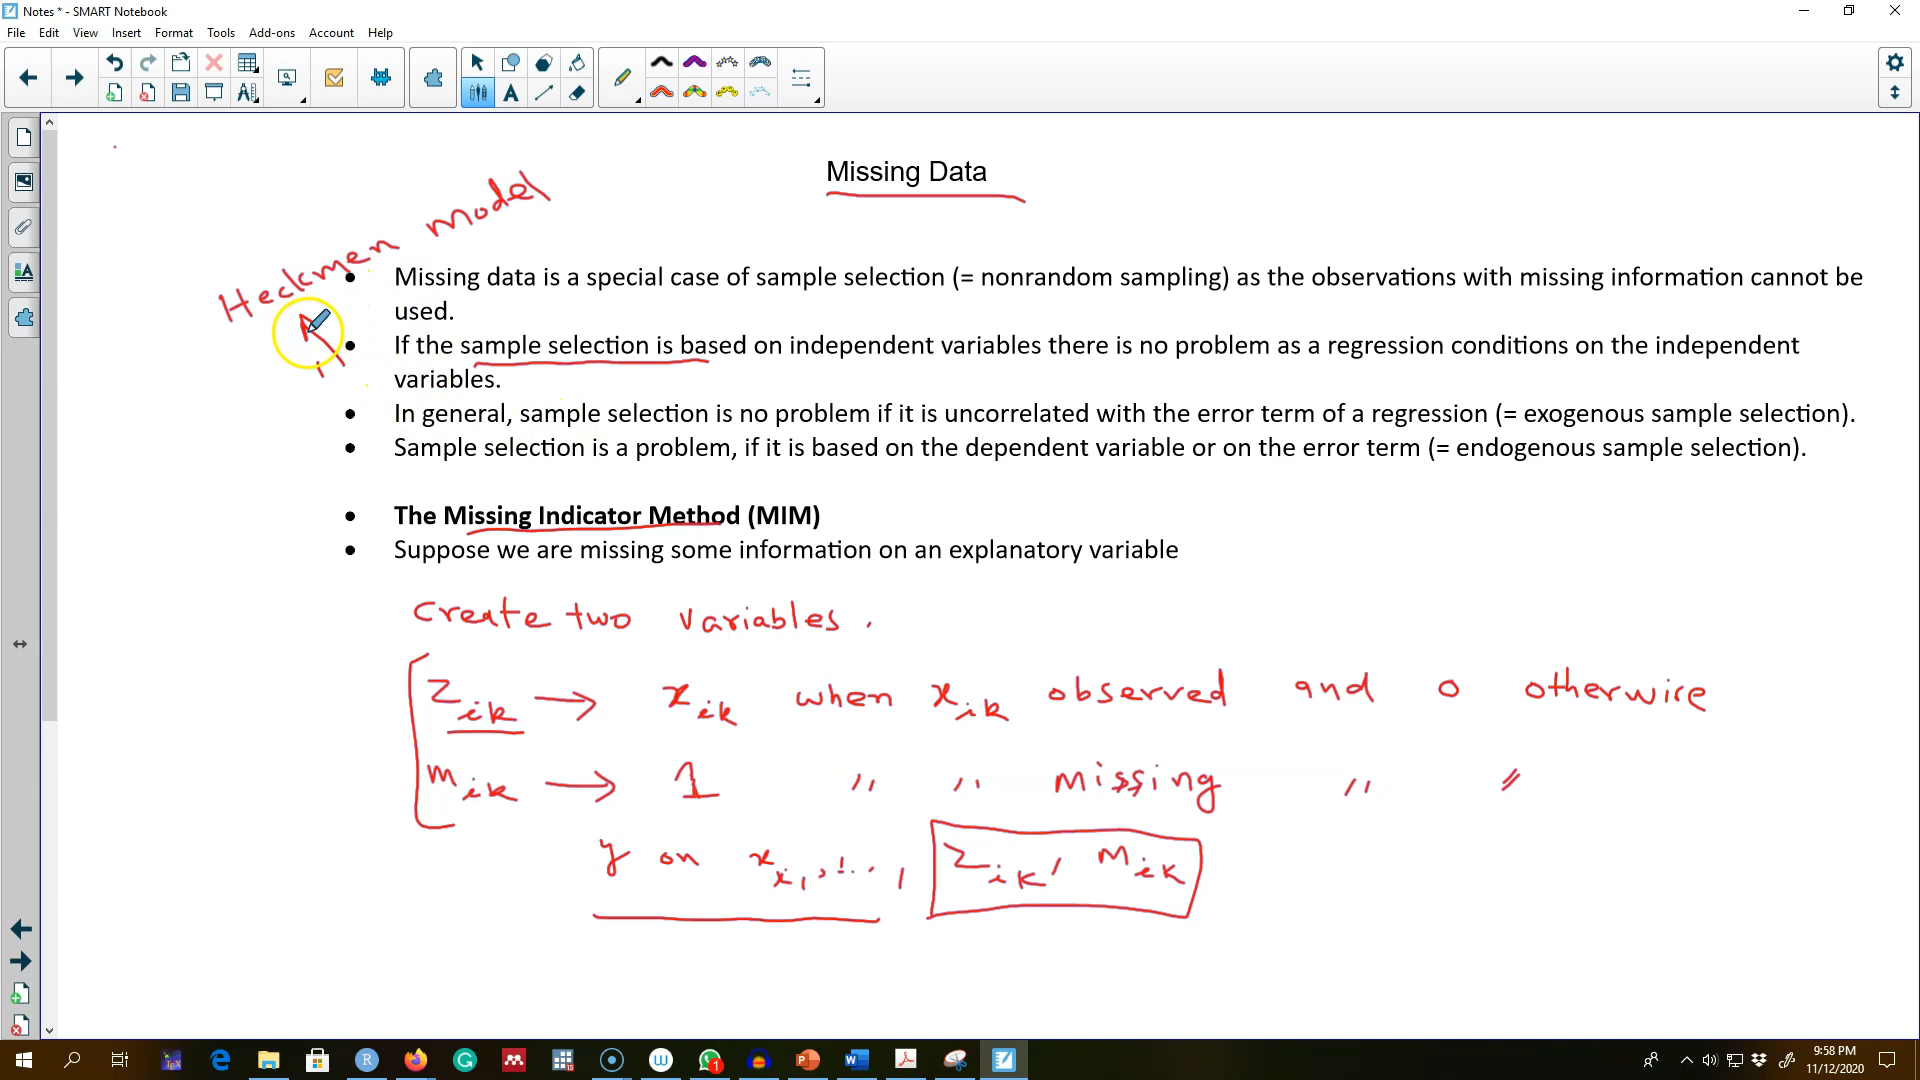 Notes * - SMART Notebook
File Edit View Insert Format Tools Add-ons Account Help
Missing Data
Heckmen model
• Missing data is a special case of sample selection (= nonrandom sampling) as the observations with missing information cannot be
used.
• If the sample selection is based on independent variables there is no problem as a regression conditions on the independent
variables.
• In general, sample selection is no problem if it is uncorrelated with the error term of a regression (= exogenous sample selection).
• Sample selection is a problem, if it is based on the dependent variable or on the error term (= endogenous sample selection).
• The Missing Indicator Method (MIM)
• Suppose we are missing some information on an explanatory variable
Create two variables.
Zik → xik when xik observed and 0 otherwise
mik → 1 " " missing " "
y on xi1, ..., Zik, Mik
9:58 PM
11/12/2020